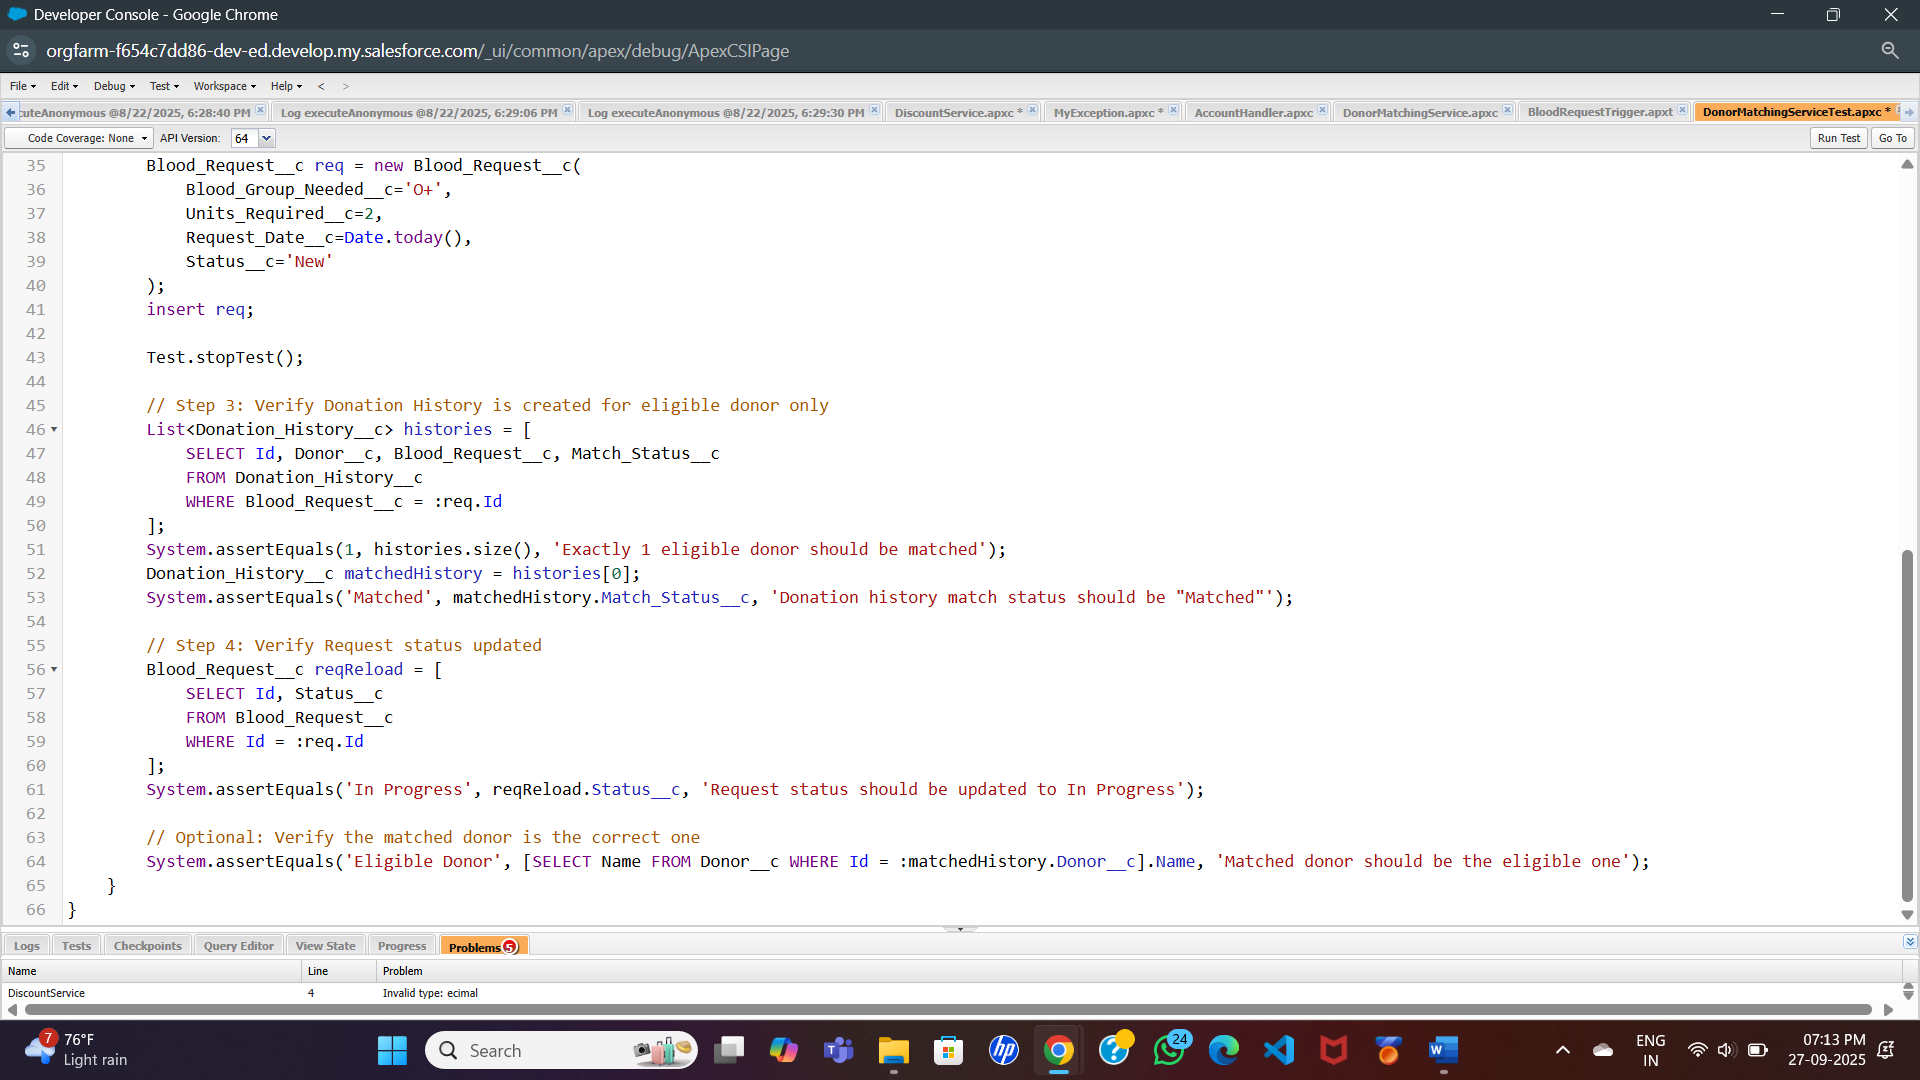 Developer Console - Google Chrome
orgfarm-f654c7dd86-dev-ed.develop.my.salesforce.com/_ui/common/apex/debug/ApexCSIPage
File Edit Debug Test Workspace Help < >
cuteAnonymous @8/22/2025, 6:28:40 PM Log executeAnonymous @8/22/2025, 6:29:06 PM Log executeAnonymous @8/22/2025, 6:29:30 PM DiscountService.apxc * MyException.apxc * AccountHandler.apxc DonorMatchingService.apxc BloodRequestTrigger.apxt DonorMatchingServiceTest.apxc *
Code Coverage: None API Version: 64 Run Test Go To
35 Blood_Request__c req = new Blood_Request__c(
36 Blood_Group_Needed__c='O+',
37 Units_Required__c=2,
38 Request_Date__c=Date.today(),
39 Status__c='New'
40 );
41 insert req;
42
43 Test.stopTest();
44
45 // Step 3: Verify Donation History is created for eligible donor only
46 List<Donation_History__c> histories = [
47 SELECT Id, Donor__c, Blood_Request__c, Match_Status__c
48 FROM Donation_History__c
49 WHERE Blood_Request__c = :req.Id
50 ];
51 System.assertEquals(1, histories.size(), 'Exactly 1 eligible donor should be matched');
52 Donation_History__c matchedHistory = histories[0];
53 System.assertEquals('Matched', matchedHistory.Match_Status__c, 'Donation history match status should be "Matched"');
54
55 // Step 4: Verify Request status updated
56 Blood_Request__c reqReload = [
57 SELECT Id, Status__c
58 FROM Blood_Request__c
59 WHERE Id = :req.Id
60 ];
61 System.assertEquals('In Progress', reqReload.Status__c, 'Request status should be updated to In Progress');
62
63 // Optional: Verify the matched donor is the correct one
64 System.assertEquals('Eligible Donor', [SELECT Name FROM Donor__c WHERE Id = :matchedHistory.Donor__c].Name, 'Matched donor should be the eligible one');
65 }
66 }
Logs Tests Checkpoints Query Editor View State Progress Problems 5
Name Line Problem
DiscountService 4 Invalid type: ecimal
7 76°F
Light rain
Search
hp
24
ENG
IN
07:13 PM
27-09-2025